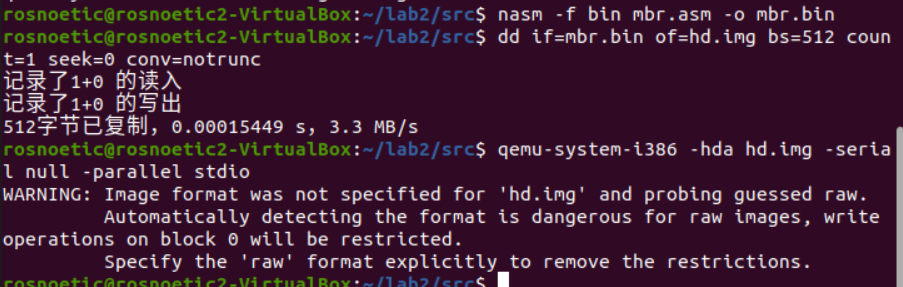 rosnoetic@rosnoetic2-VirtualBox:~/lab2/src$ nasm -f bin mbr.asm -o mbr.bin
rosnoetic@rosnoetic2-VirtualBox:~/lab2/src$ dd if=mbr.bin of=hd.img bs=512 coun
t=1 seek=0 conv=notrunc
记录了1+0 的读入
记录了1+0 的写出
512字节已复制，0.00015449 s，3.3 MB/s
rosnoetic@rosnoetic2-VirtualBox:~/lab2/src$ qemu-system-i386 -hda hd.img -seria
l null -parallel stdio
WARNING: Image format was not specified for 'hd.img' and probing guessed raw.
         Automatically detecting the format is dangerous for raw images, write
operations on block 0 will be restricted.
         Specify the 'raw' format explicitly to remove the restrictions.
rosnoetic@rosnoetic2-VirtualBox:~/lab2/src$